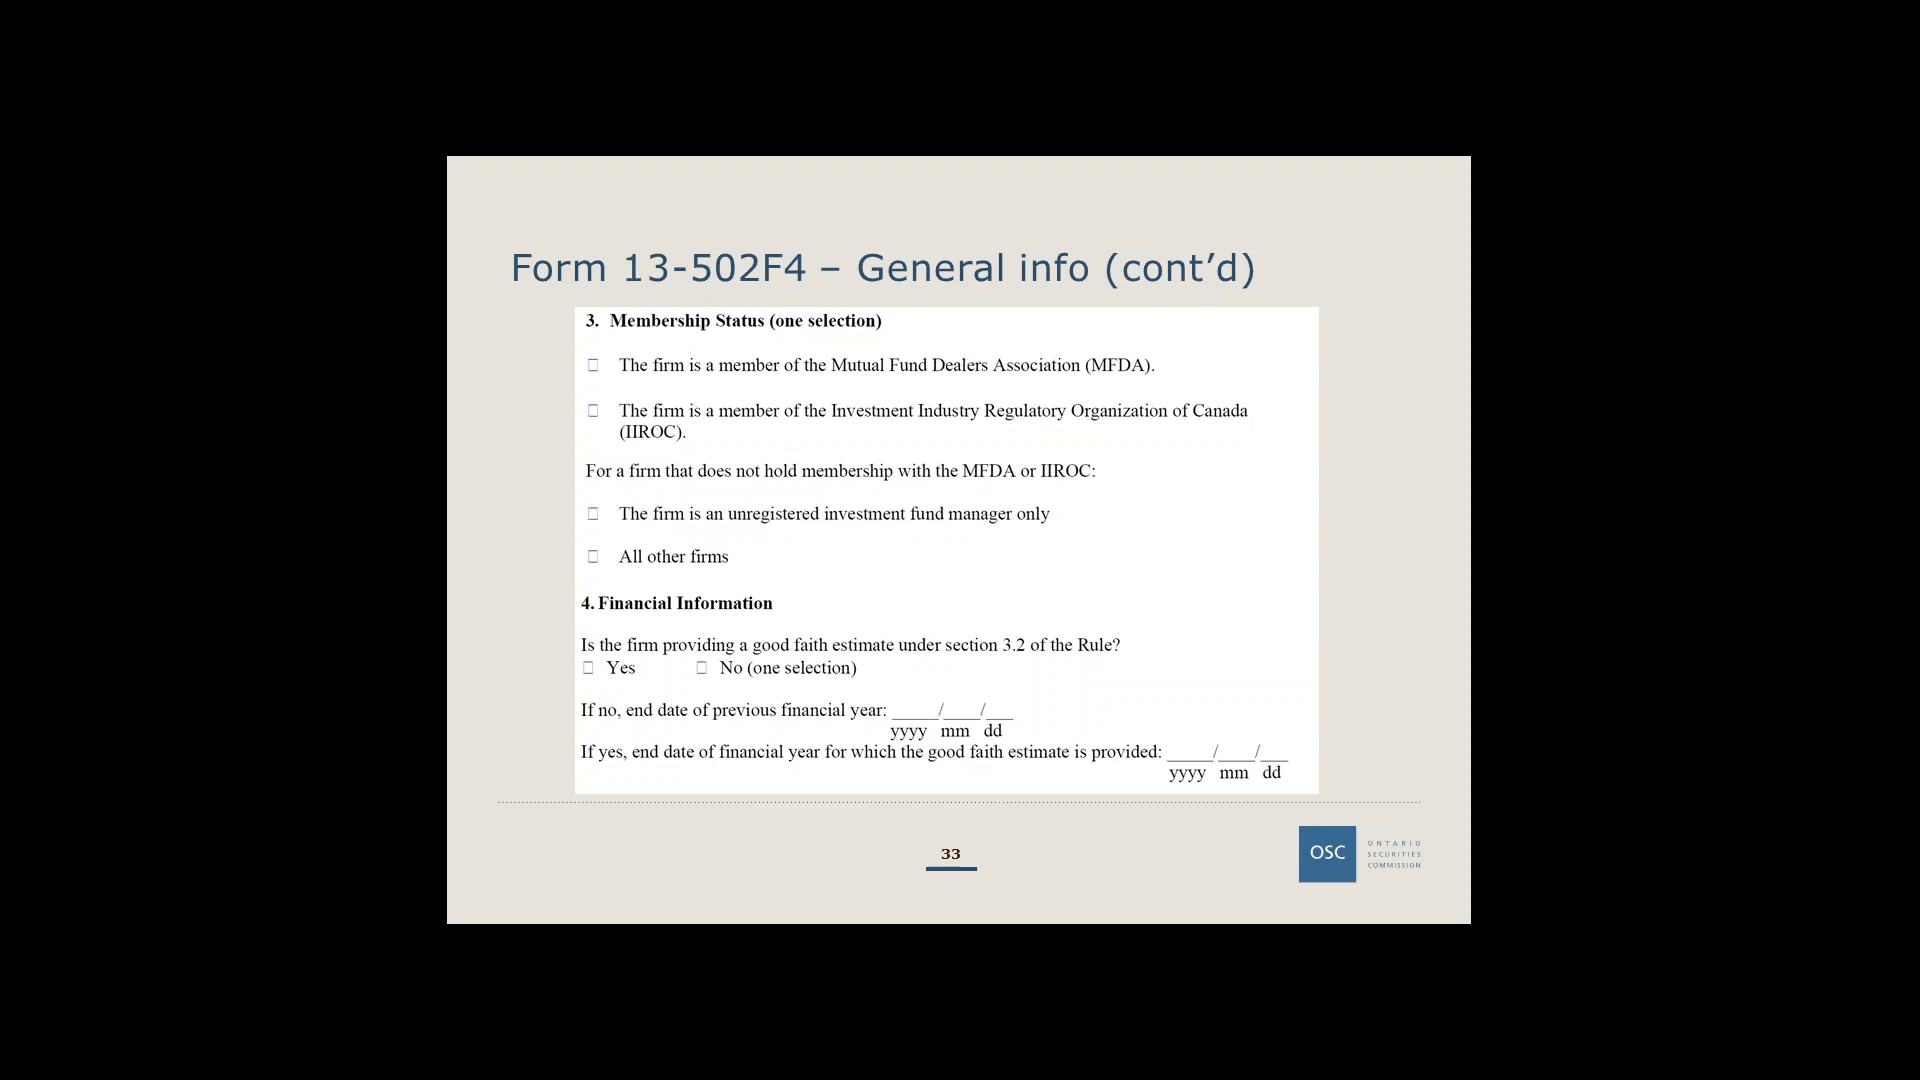 Form 13-502F4 – General info (cont’d)
3. Membership Status (one selection)
☐ The firm is a member of the Mutual Fund Dealers Association (MFDA).
☐ The firm is a member of the Investment Industry Regulatory Organization of Canada
(IIROC).
For a firm that does not hold membership with the MFDA or IIROC:
☐ The firm is an unregistered investment fund manager only
☐ All other firms
4. Financial Information
Is the firm providing a good faith estimate under section 3.2 of the Rule?
☐ Yes ☐ No (one selection)
If no, end date of previous financial year: _____/____/___
yyyy mm dd
If yes, end date of financial year for which the good faith estimate is provided: _____/____/___
yyyy mm dd
33
OSC
ONTARIO
SECURITIES
COMMISSION